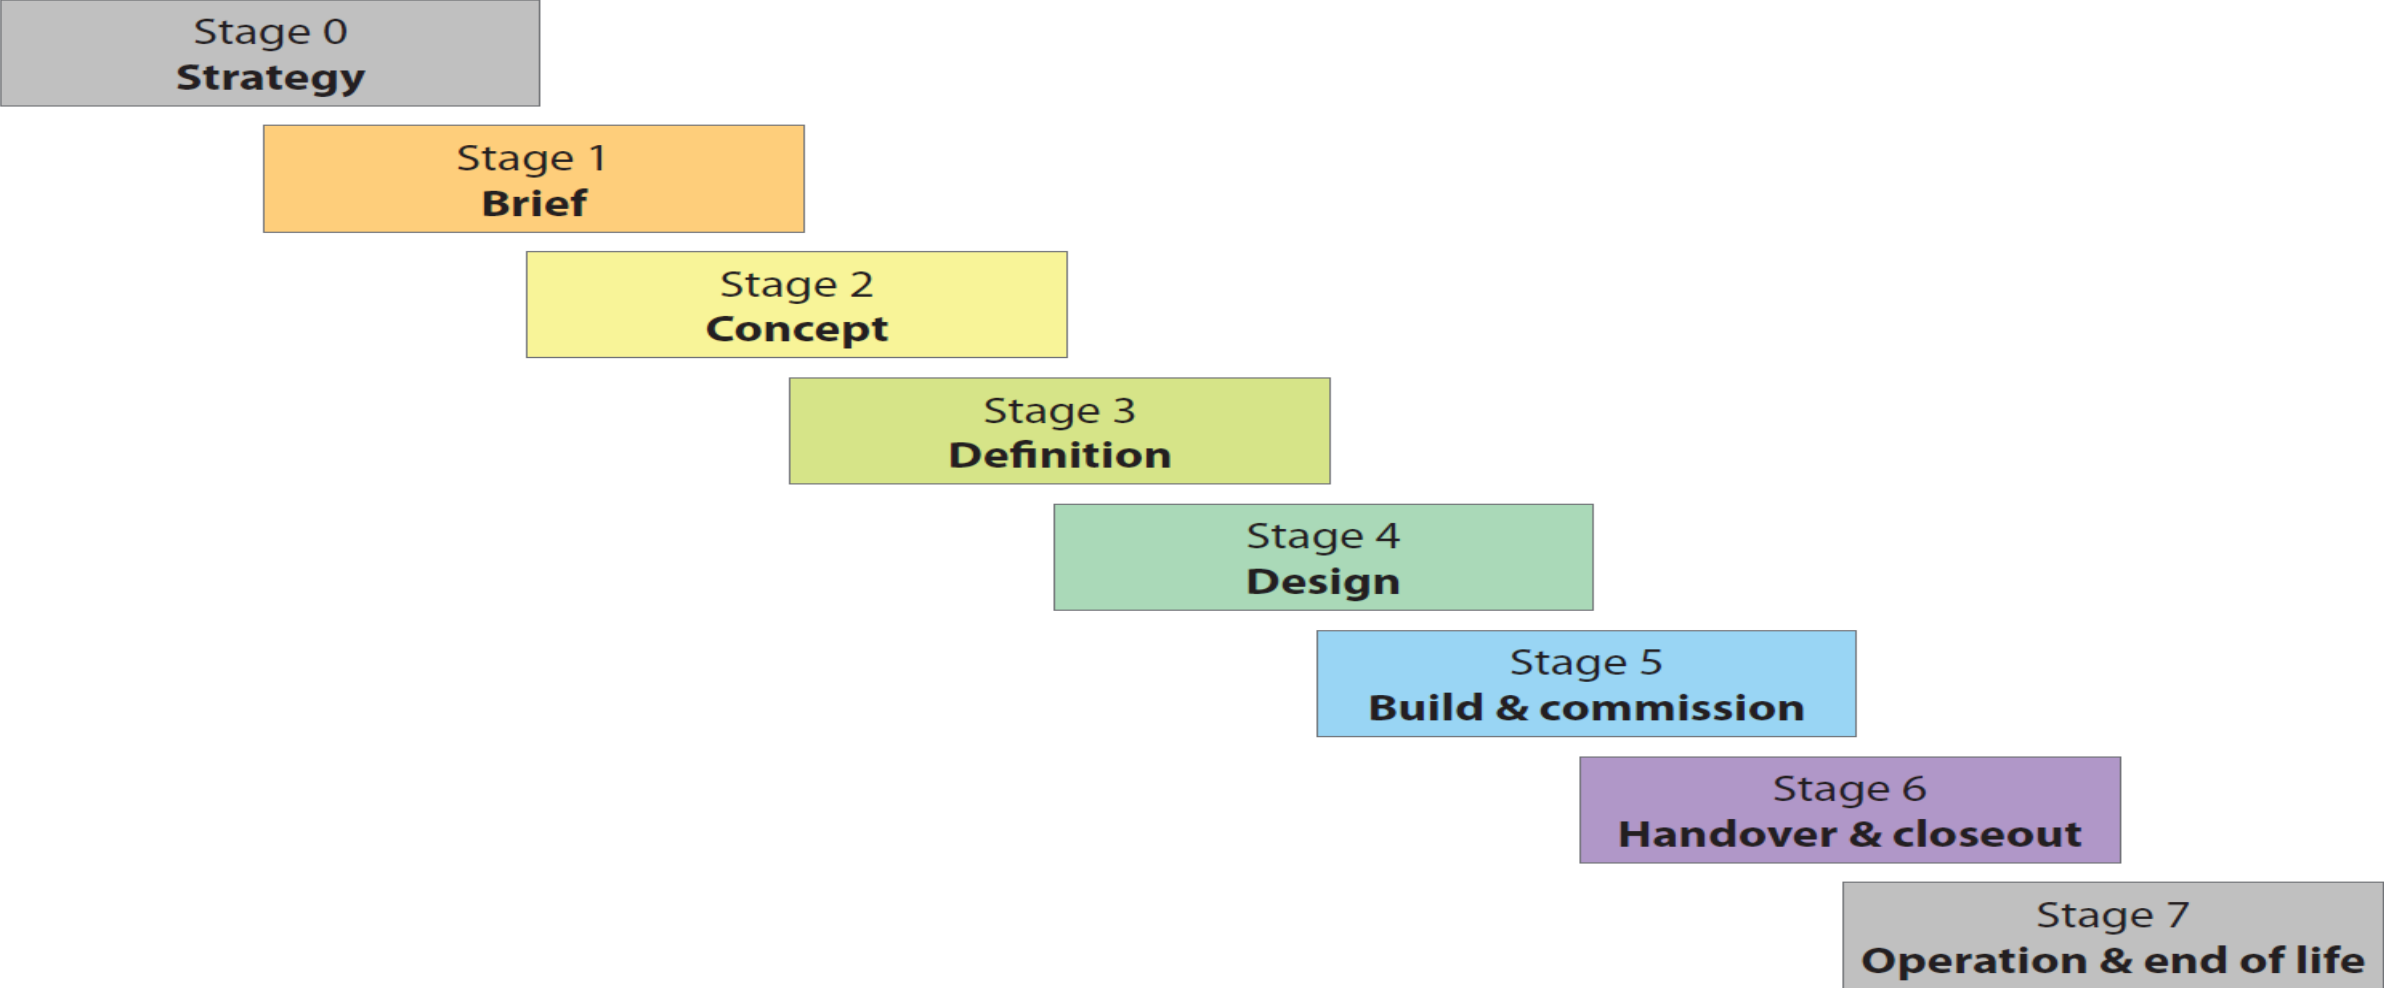 Stage 0
Strategy
Stage 1
Brief
Stage 2
Concept
Stage 3
Definition
Stage 4
Design
Stage 5
Build & commission
Stage 6
Handover & closeout
Stage 7
Operation & end of life